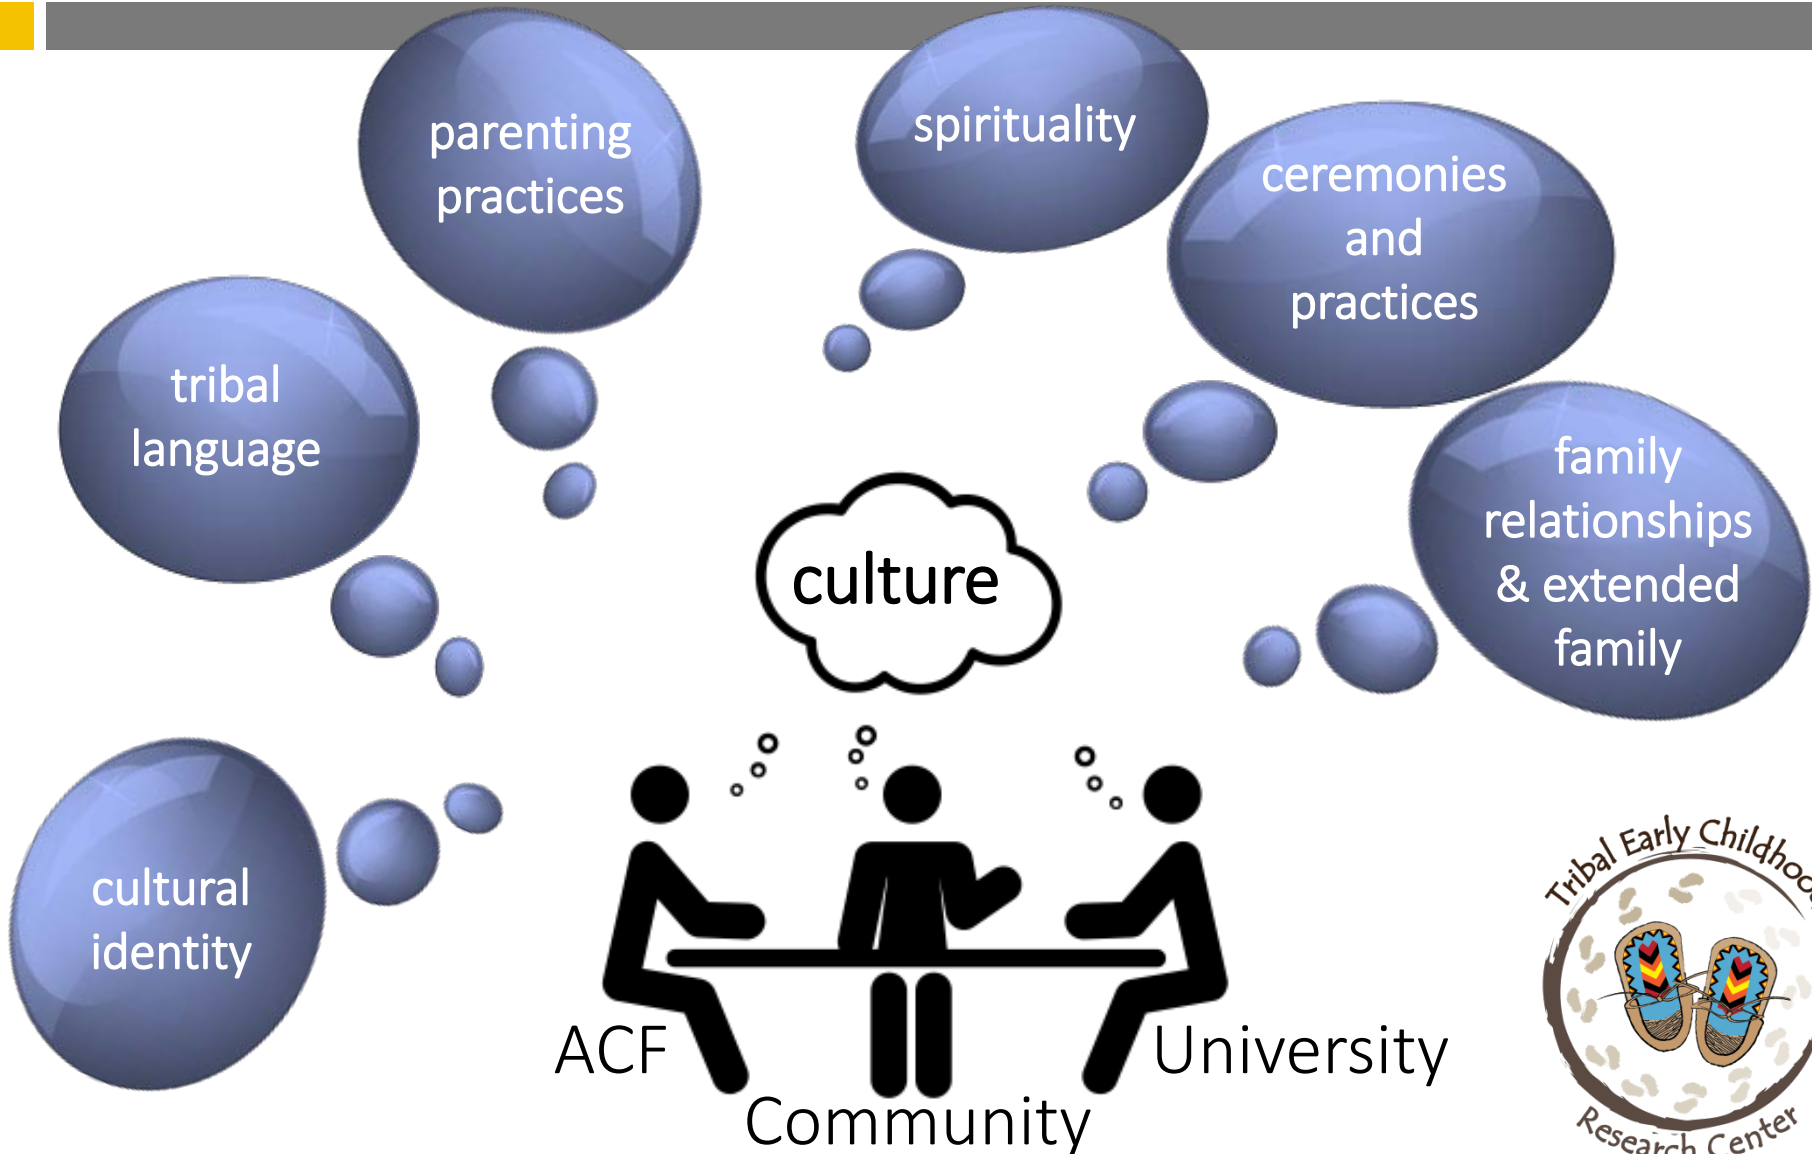 parenting
practices
spirituality
ceremonies
and
practices
tribal
language
family
relationships
& extended
family
culture
cultural
identity
ACF
Community
University
Tribal Early Childhood
Research Center